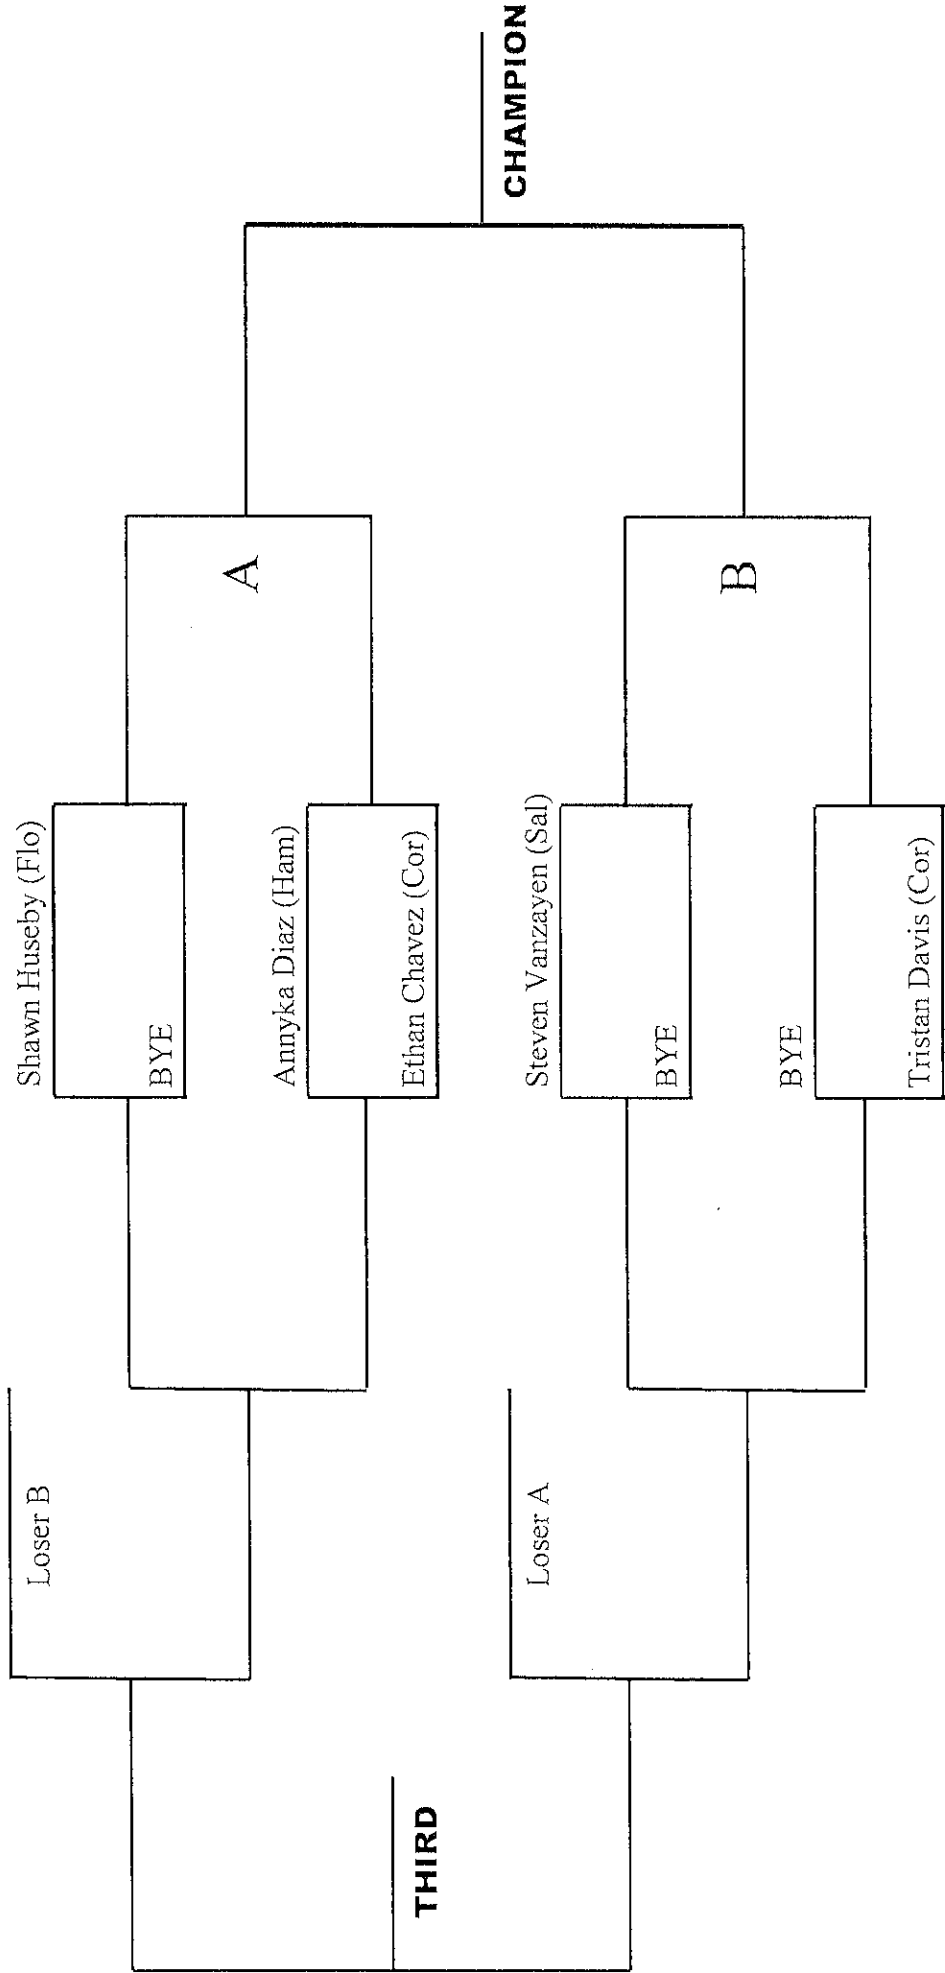 Shawn Huseby (Flo)
BYE
Annyka Diaz (Ham)
Ethan Chavez (Cor)
Steven Vanzayen (Sal)
BYE
BYE
Tristan Davis (Cor)
A
B
CHAMPION
Loser B
Loser A
THIRD